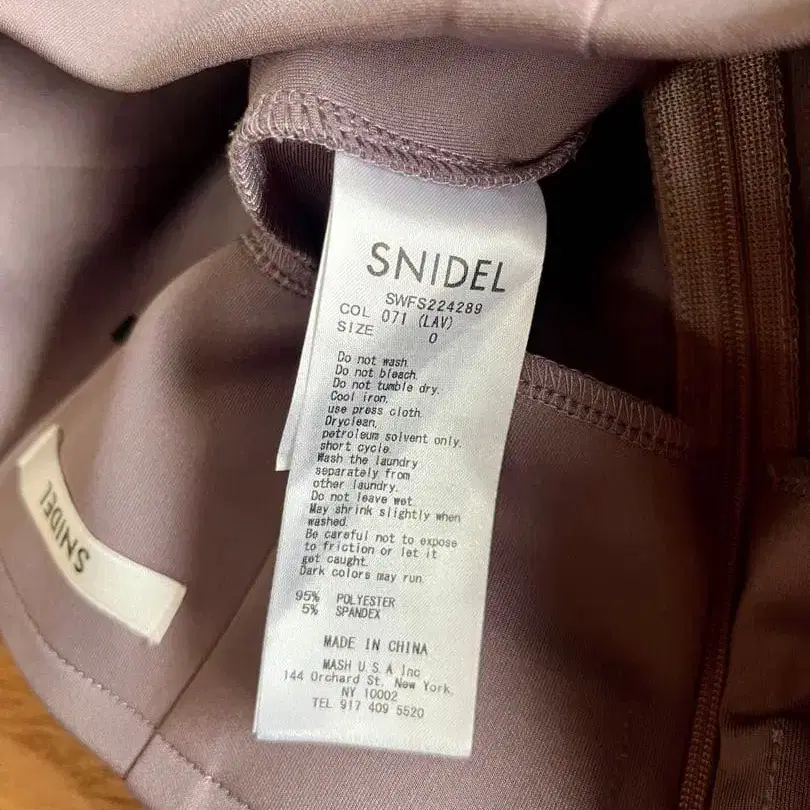 SNIDEL
SWFS224289
COL 071 (LAV)
SIZE 0
Do not wash.
Do not bleach.
Do not tumble dry.
Cool iron.
use press cloth.
Dryclean,
petroleum solvent only.
short cycle.
Wash the laundry
separately from
other laundry.
Do not leave wet.
May shrink slightly when
washed.
Be careful not to expose
to friction or let it
get caught.
Dark colors may run.
95% POLYESTER
5% SPANDEX
MADE IN CHINA
MASH U.S.A Inc
144 Orchard St. New York,
NY 10002
TEL 917 409 5520
SNIDEL